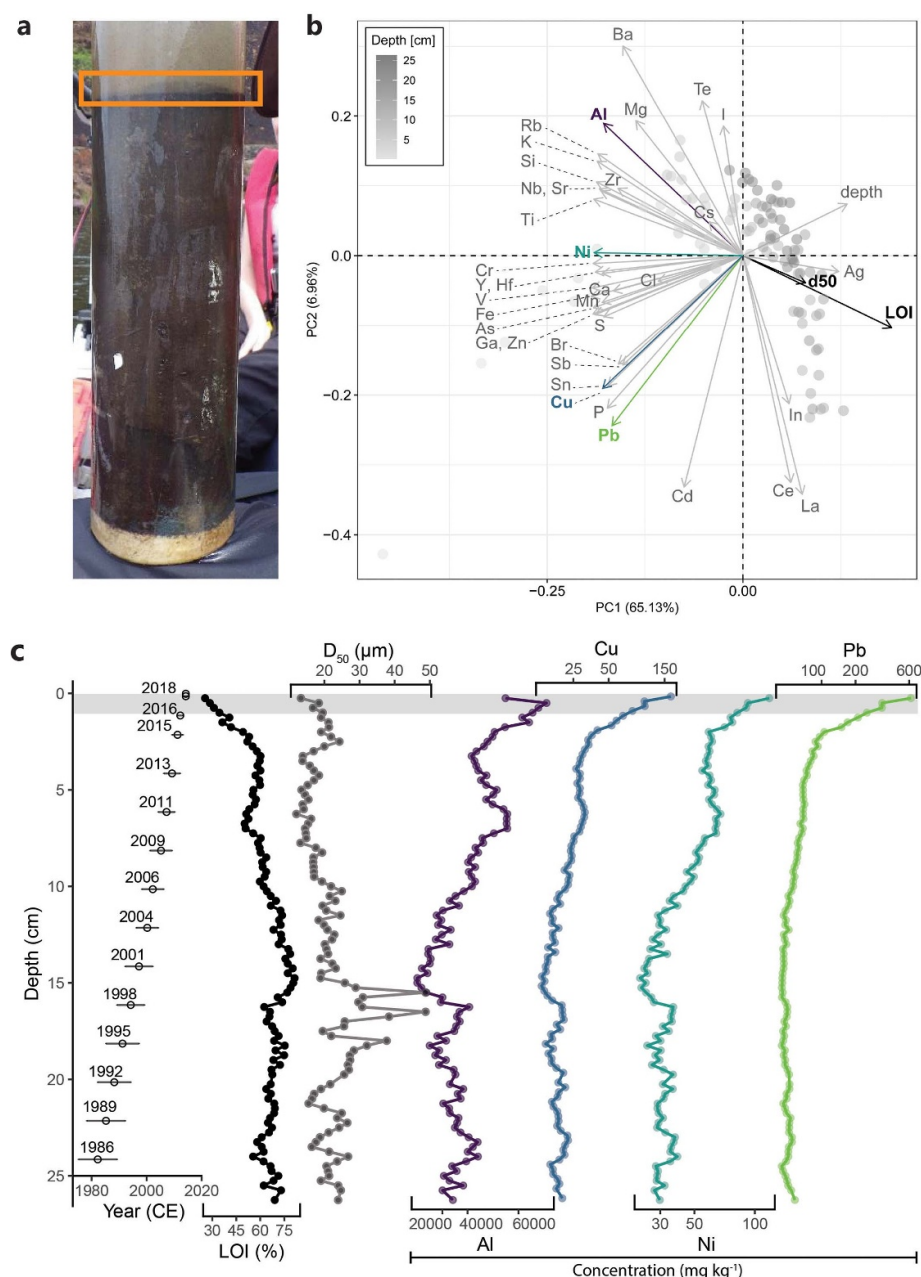 a
b
Depth [cm]
25
20
15
10
5
Ba
Te
I
Al
Mg
Rb
K
Si
Zr
Nb, Sr
Ti
Cs
depth
Ni
Cr
Y, Hf
V
Fe
As
Ga, Zn
Ca
Mn
S
Cl
Ag
d50
LOI
Br
Sb
Sn
Cu
P
Pb
In
Cd
Ce
La
0.2
0.0
−0.2
−0.4
PC2 (6.96%)
−0.25
0.00
PC1 (65.13%)
c
D50 (µm)
20 30 40 50
Cu
25 50 100 150
Pb
100 200 600
Depth (cm)
0
5
10
15
20
25
2018
2016
2015
2013
2011
2009
2006
2004
2001
1998
1995
1992
1989
1986
1980 2000 2020
Year (CE)
30 45 60 75
LOI (%)
20000 40000 60000
Al
30 50 100
Ni
Concentration (mg kg⁻¹)